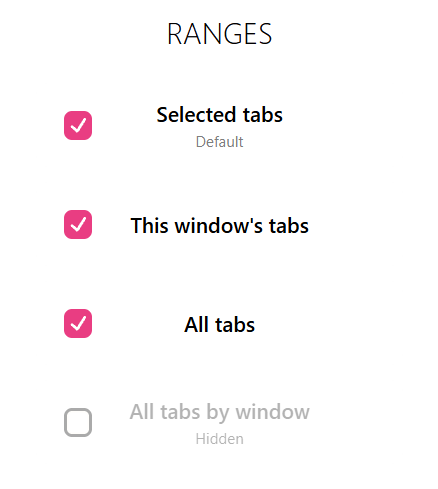 RANGES
Selected tabs
Default
This window's tabs
All tabs
All tabs by window
Hidden